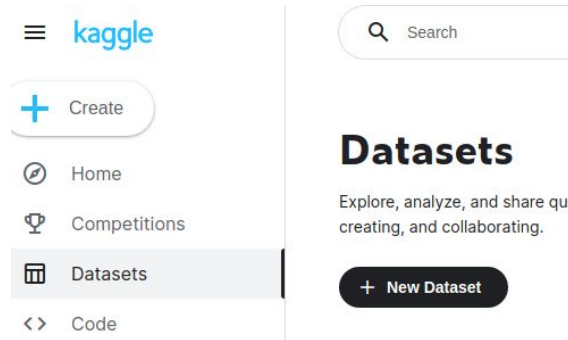 kaggle
Create
Home
Competitions
Datasets
Code
Search
Datasets
Explore, analyze, and share qu
creating, and collaborating.
+ New Dataset